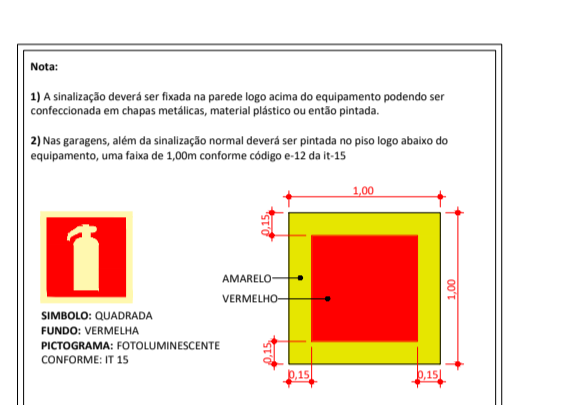 Nota:
1) A sinalização deverá ser fixada na parede logo acima do equipamento podendo ser
confeccionada em chapas metálicas, material plástico ou então pintada.
2) Nas garagens, além da sinalização normal deverá ser pintada no piso logo abaixo do
equipamento, uma faixa de 1,00m conforme código e-12 da it-15
1,00
0,15
AMARELO
VERMELHO
1,00
SIMBOLO: QUADRADA
FUNDO: VERMELHA
PICTOGRAMA: FOTOLUMINESCENTE
CONFORME: IT 15
0,15
0,15
0,15